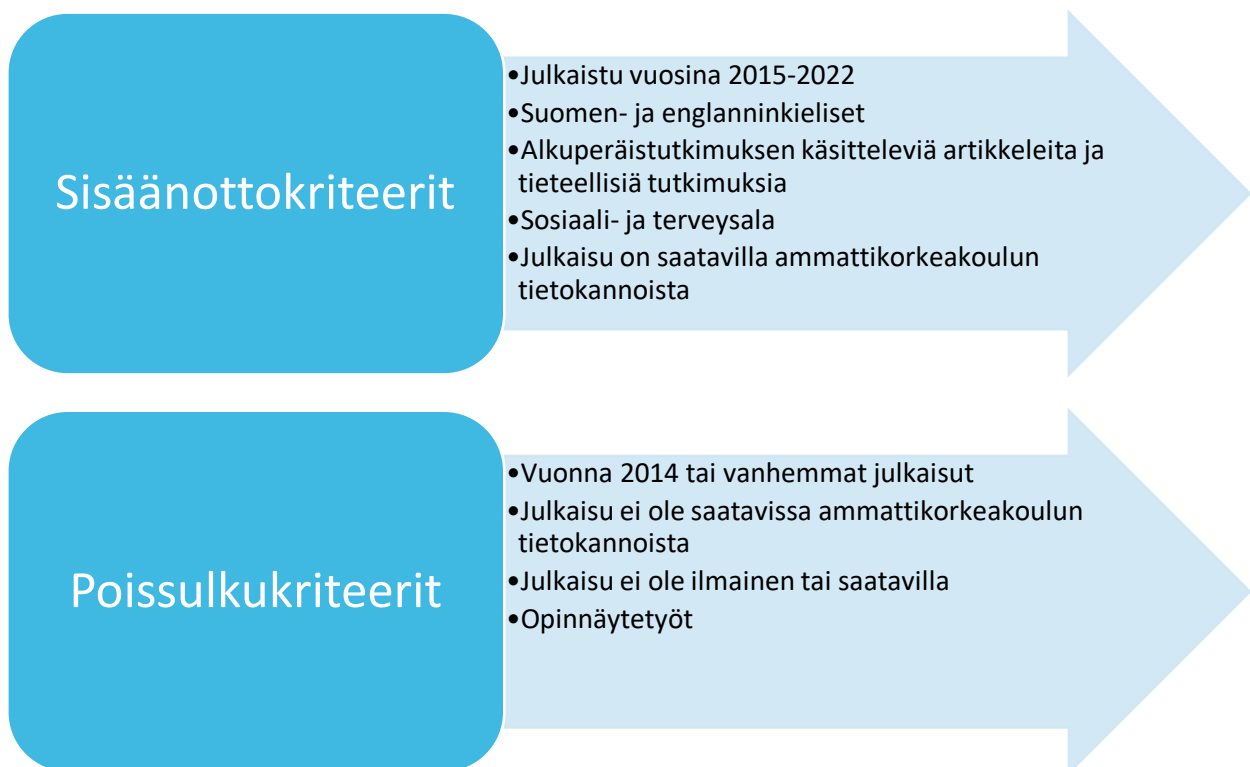 Sisäänottokriteerit
•Julkaistu vuosina 2015-2022
•Suomen- ja englanninkieliset
•Alkuperäistutkimuksen käsitteleviä artikkeleita ja
tieteellisiä tutkimuksia
•Sosiaali- ja terveysala
•Julkaisu on saatavilla ammattikorkeakoulun
tietokannoista
Poissulkukriteerit
•Vuonna 2014 tai vanhemmat julkaisut
•Julkaisu ei ole saatavissa ammattikorkeakoulun
tietokannoista
•Julkaisu ei ole ilmainen tai saatavilla
•Opinnäytetyöt